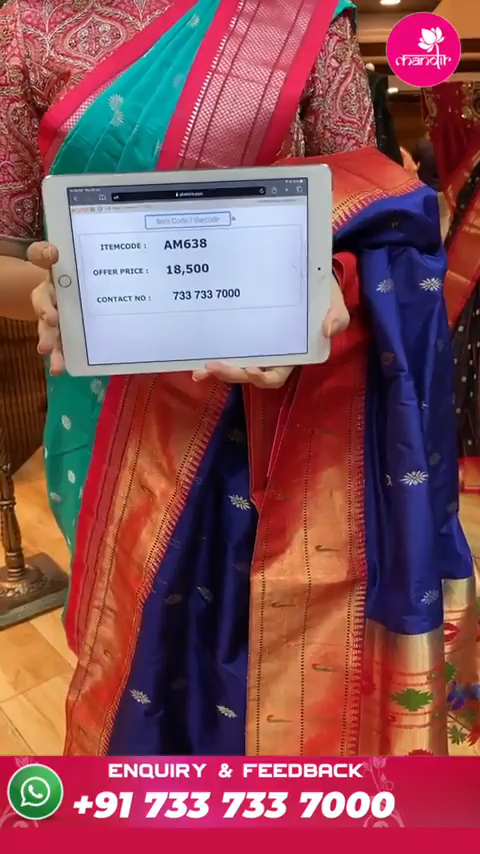 mandir
Item Code / Barcode
ITEMCODE : AM638
OFFER PRICE : 18,500
CONTACT NO : 733 733 7000
ENQUIRY & FEEDBACK
+91 733 733 7000